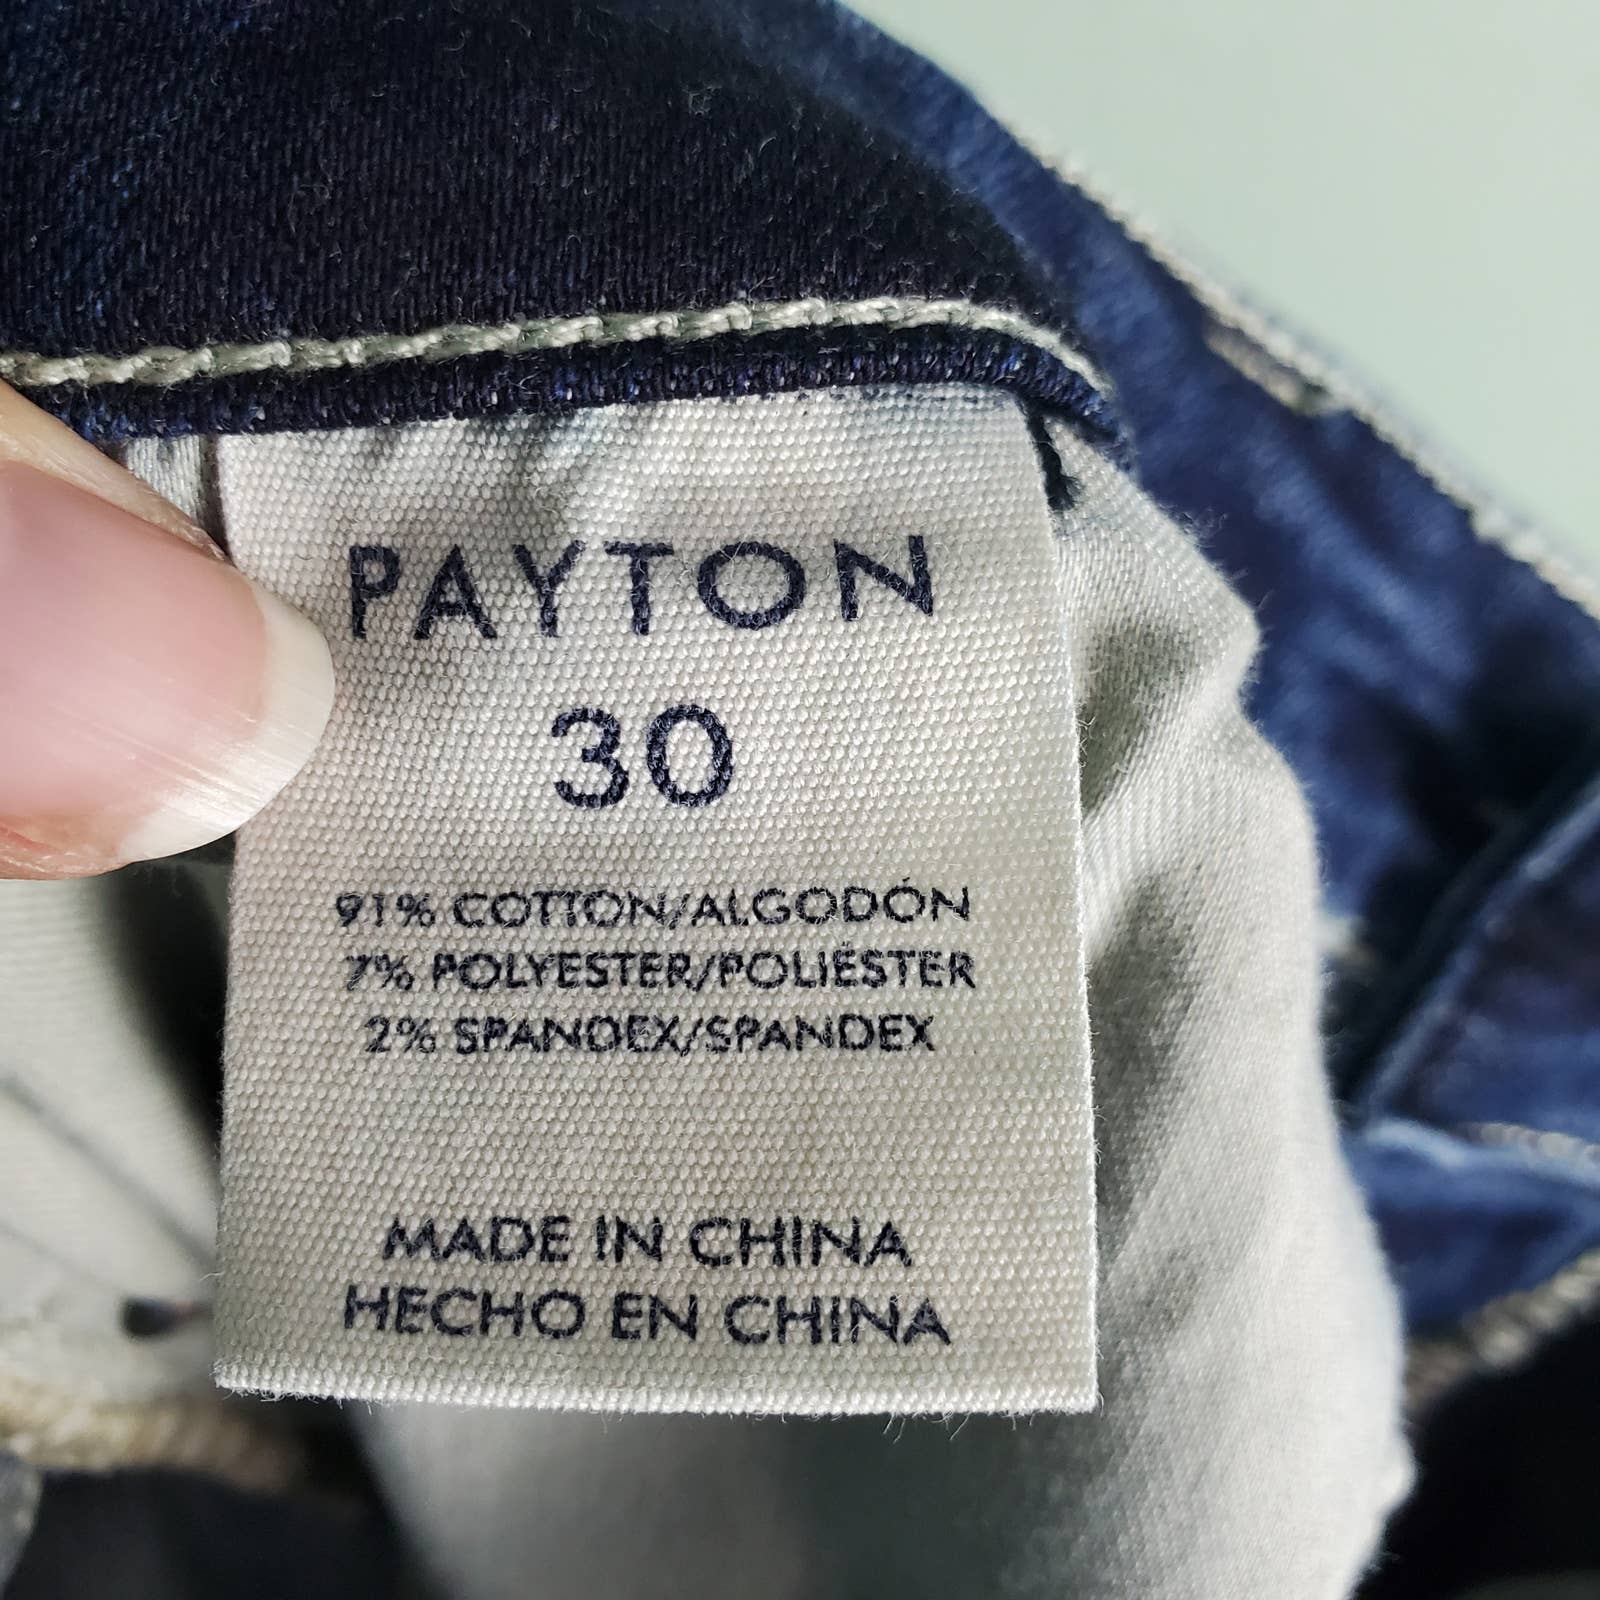 PAYTON
30
91% COTTON/ALGODÓN
7% POLYESTER/POLIÉSTER
2% SPANDEX/SPANDEX
MADE IN CHINA
HECHO EN CHINA